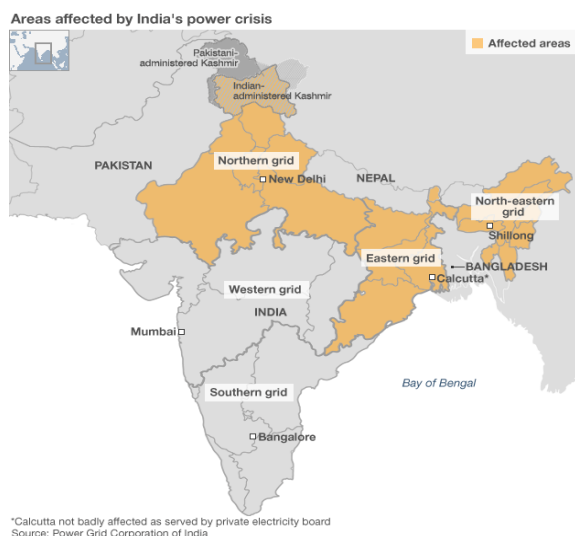 Areas affected by India's power crisis
Affected areas
Pakistani-
administered Kashmir
Indian-
administered Kashmir
PAKISTAN
Northern grid
New Delhi
NEPAL
North-eastern
grid
Shillong
Eastern grid
BANGLADESH
Calcutta*
Western grid
INDIA
Mumbai
Bay of Bengal
Southern grid
Bangalore
*Calcutta not badly affected as served by private electricity board
Source: Power Grid Corporation of India